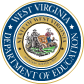 WEST VIRGINIA
DEPARTMENT OF EDUCATION